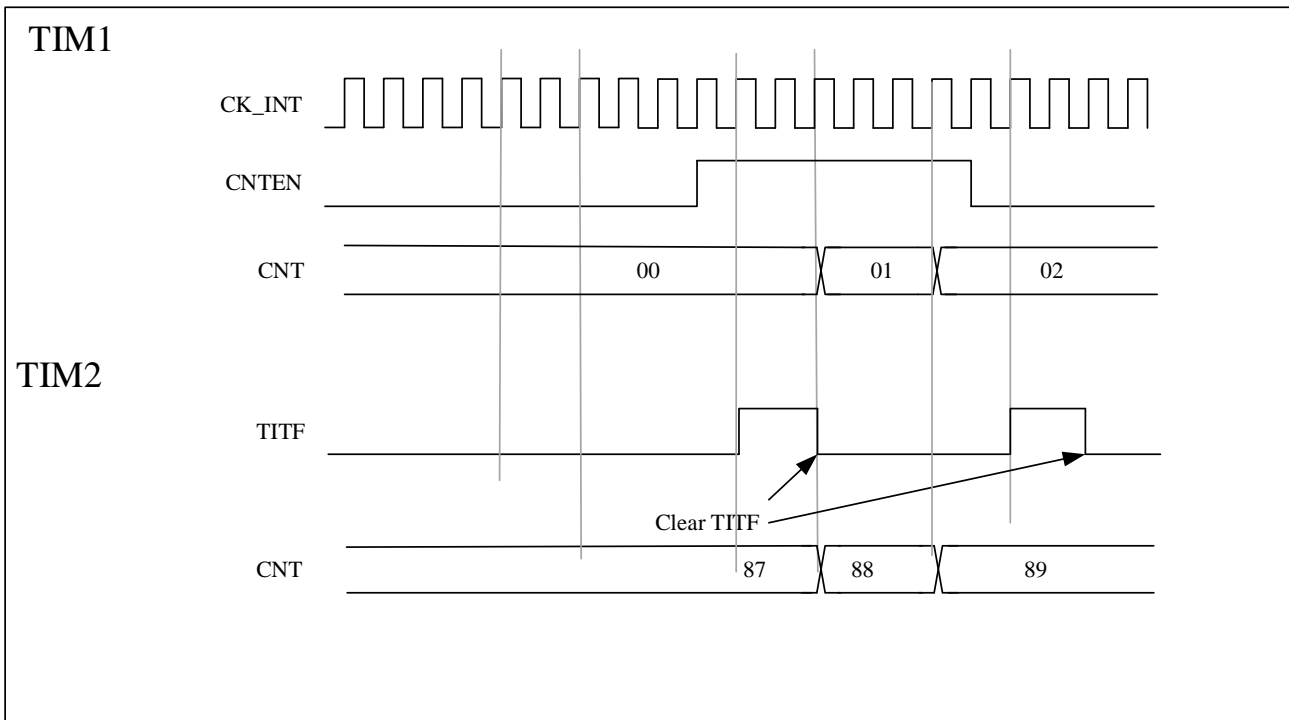 TIM1
CK_INT
CNTEN
CNT 00 01 02
TIM2
TITF
Clear TITF
CNT 87 88 89